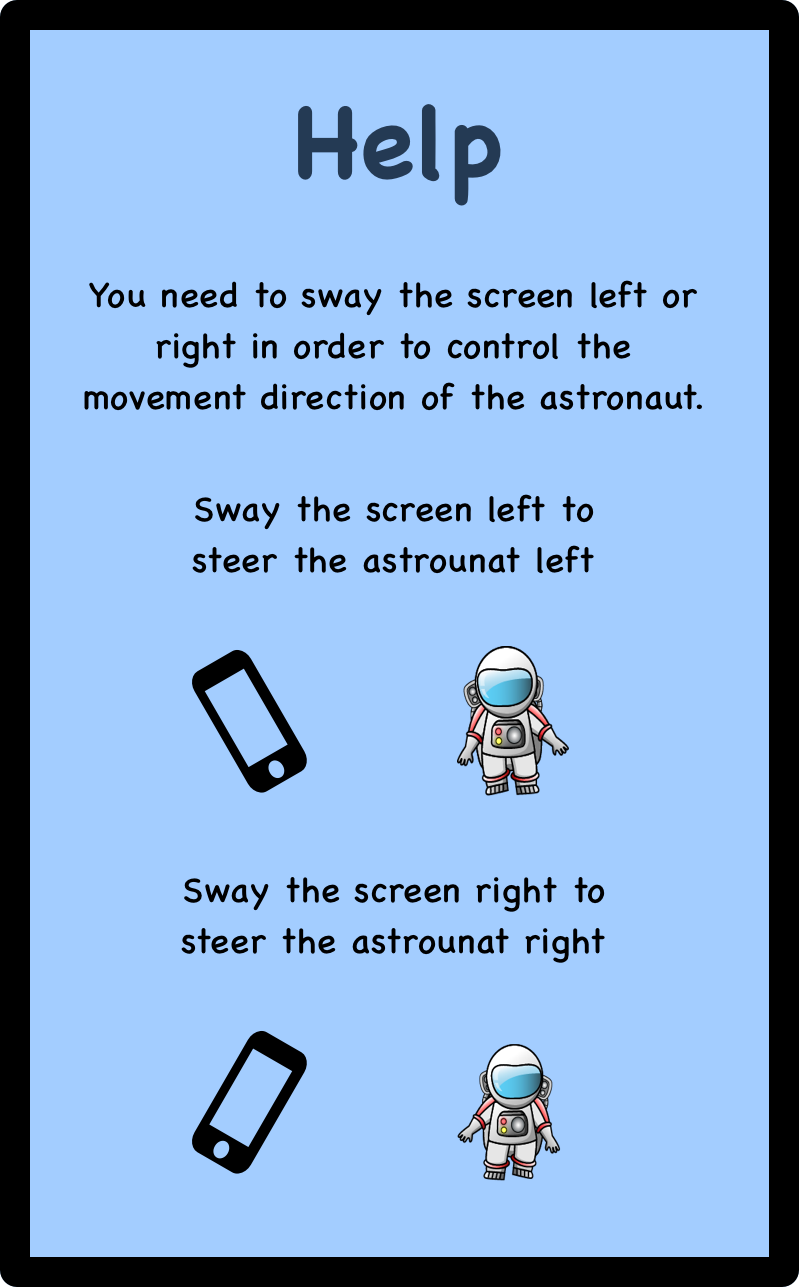 Help
You need to sway the screen left or
right in order to control the
movement direction of the astronaut.
Sway the screen left to
steer the astrounat left
Sway the screen right to
steer the astrounat right